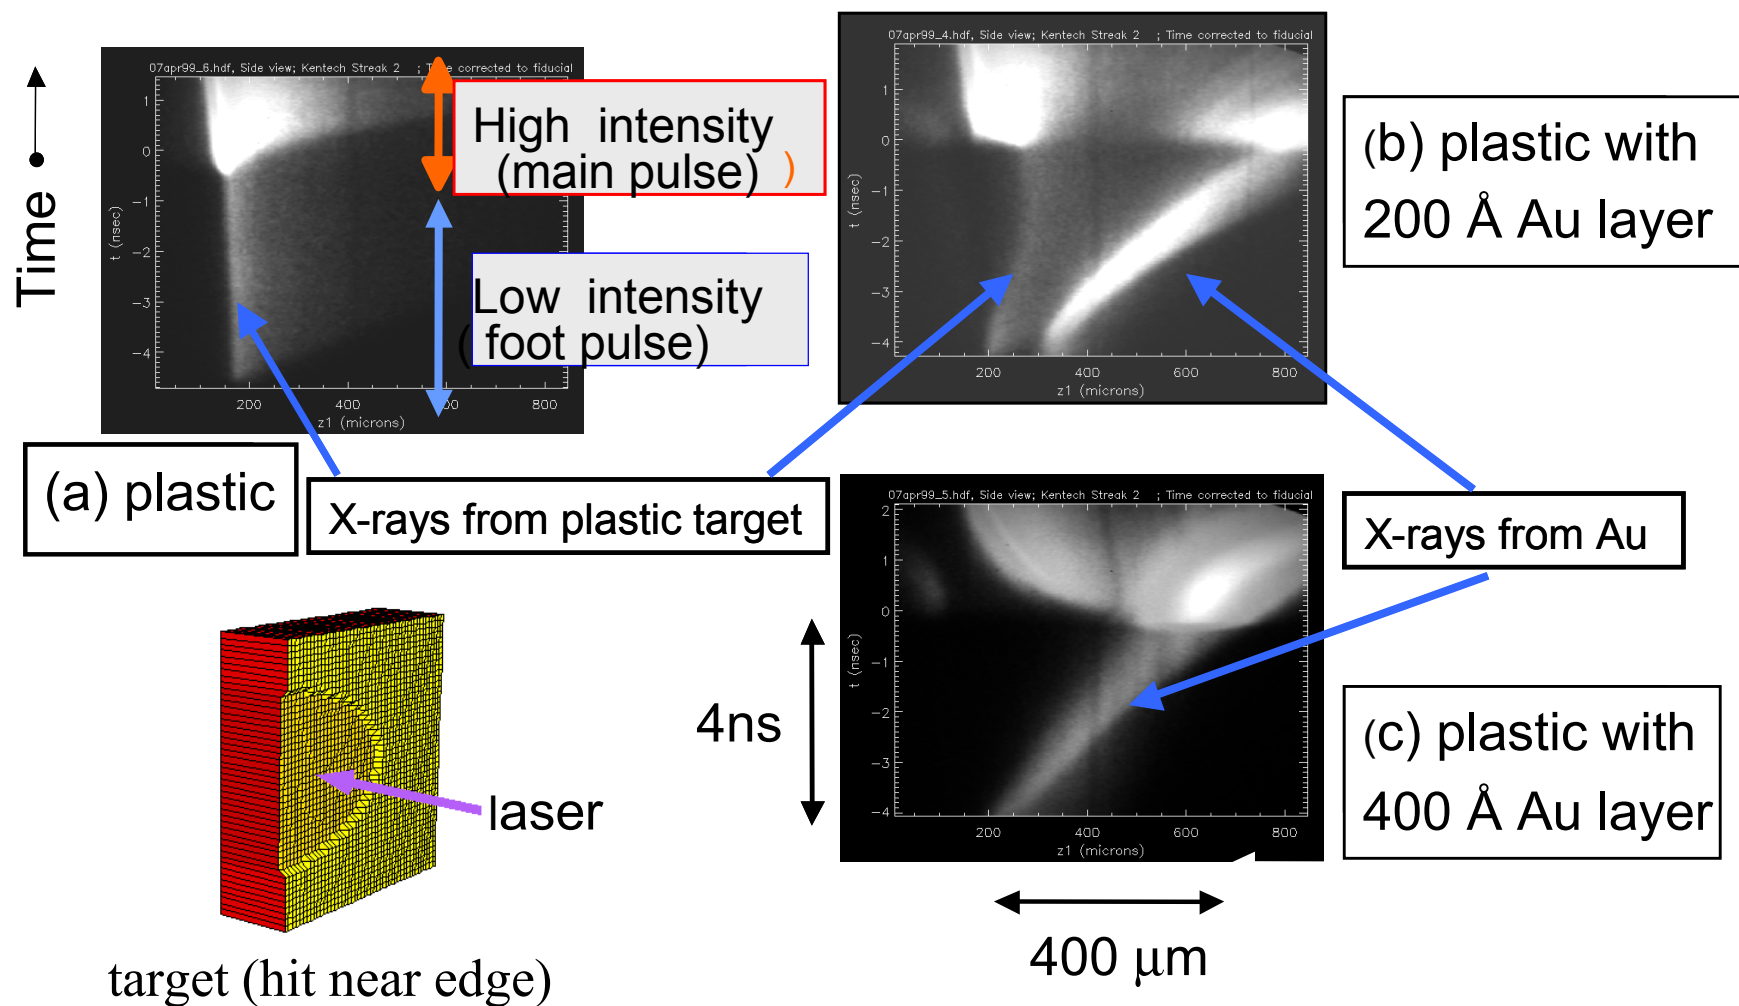 07apr99_6.hdf, Side view; Kentech Streak 2 ; Time corrected to fiducial
Time
t (nsec)
1
0
-1
-2
-3
-4
200
400
800
z1 (microns)
High intensity
(main pulse) )
Low intensity
( foot pulse)
(a) plastic
07apr99_4.hdf, Side view; Kentech Streak 2 ; Time corrected to fiducial
t (nsec)
1
0
-1
-2
-3
-4
200
400
600
800
z1 (microns)
(b) plastic with
200 Å Au layer
X-rays from plastic target
X-rays from Au
07apr99_5.hdf, Side view; Kentech Streak 2 ; Time corrected to fiducial
t (nsec)
2
1
0
-1
-2
-3
-4
200
400
600
800
z1 (microns)
(c) plastic with
400 Å Au layer
4ns
400 μm
laser
target (hit near edge)